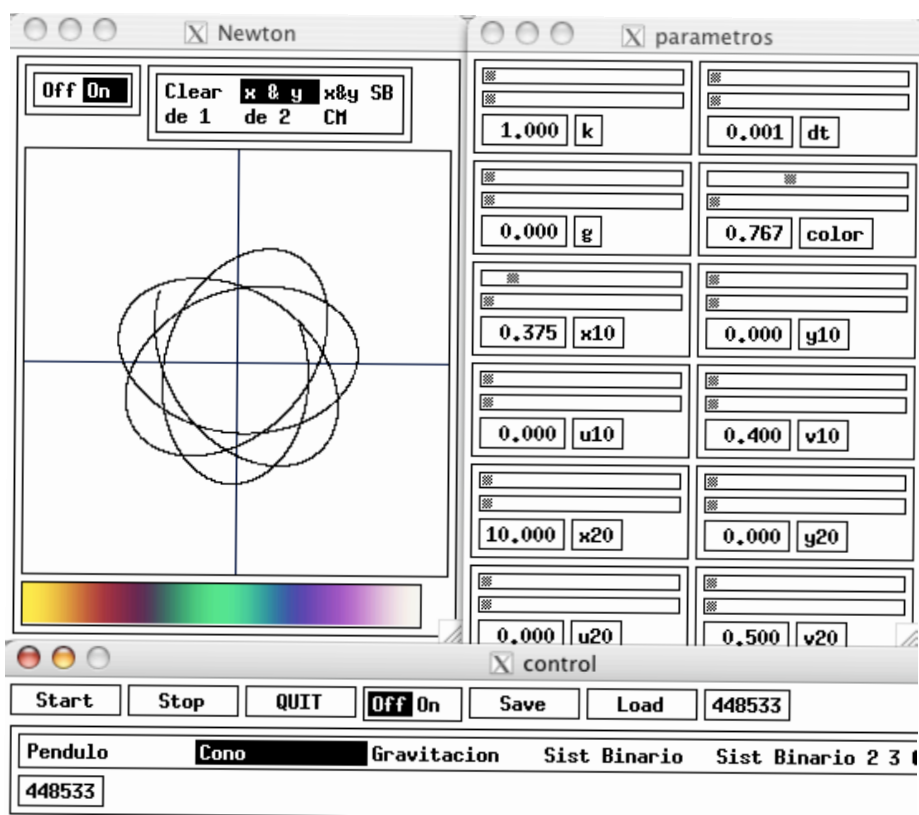 Newton
Off On
Clear x & y x&y SB
de 1 de 2 CM
parametros
1.000 k
0.001 dt
0.000 g
0.767 color
0.375 x10
0.000 y10
0.000 u10
0.400 v10
10.000 x20
0.000 y20
0.000 u20
0.500 v20
control
Start Stop QUIT Off On Save Load 448533
Pendulo Cono Gravitacion Sist Binario Sist Binario 2 3
448533